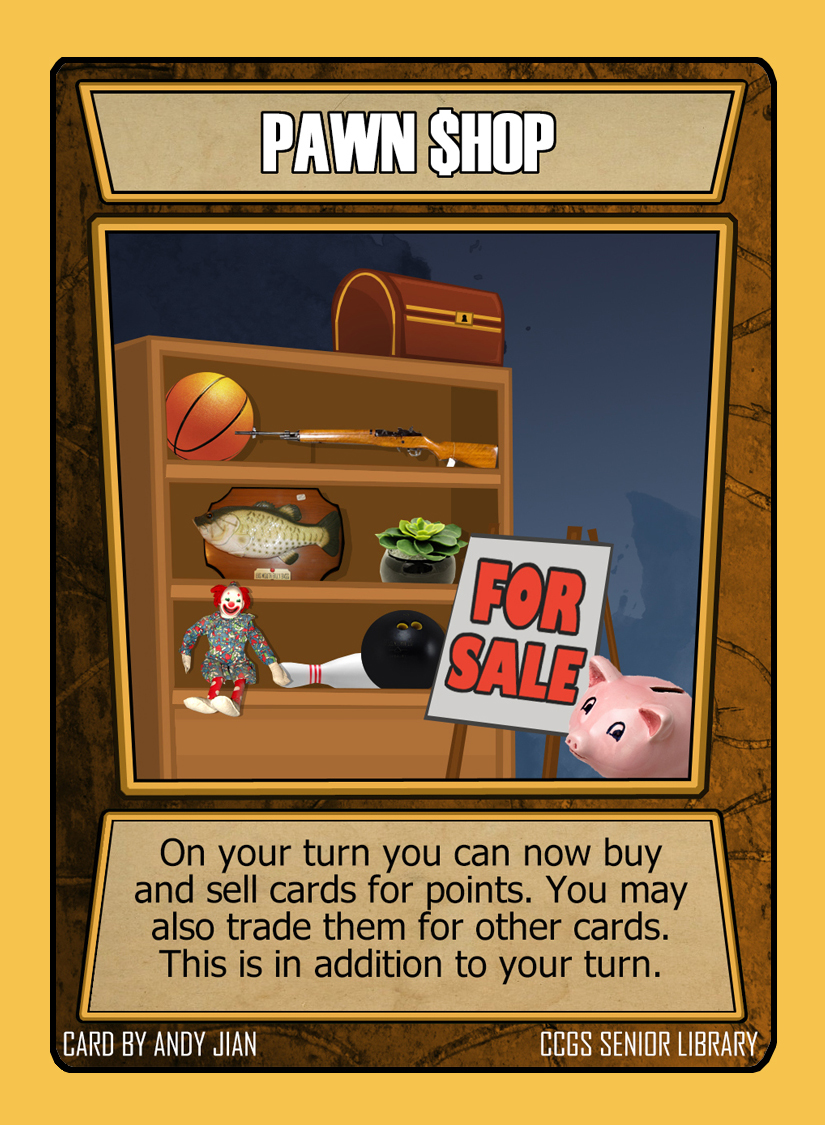 PAWN $HOP
FOR
SALE
On your turn you can now buy
and sell cards for points. You may
also trade them for other cards.
This is in addition to your turn.
CARD BY ANDY JIAN
CCGS SENIOR LIBRARY